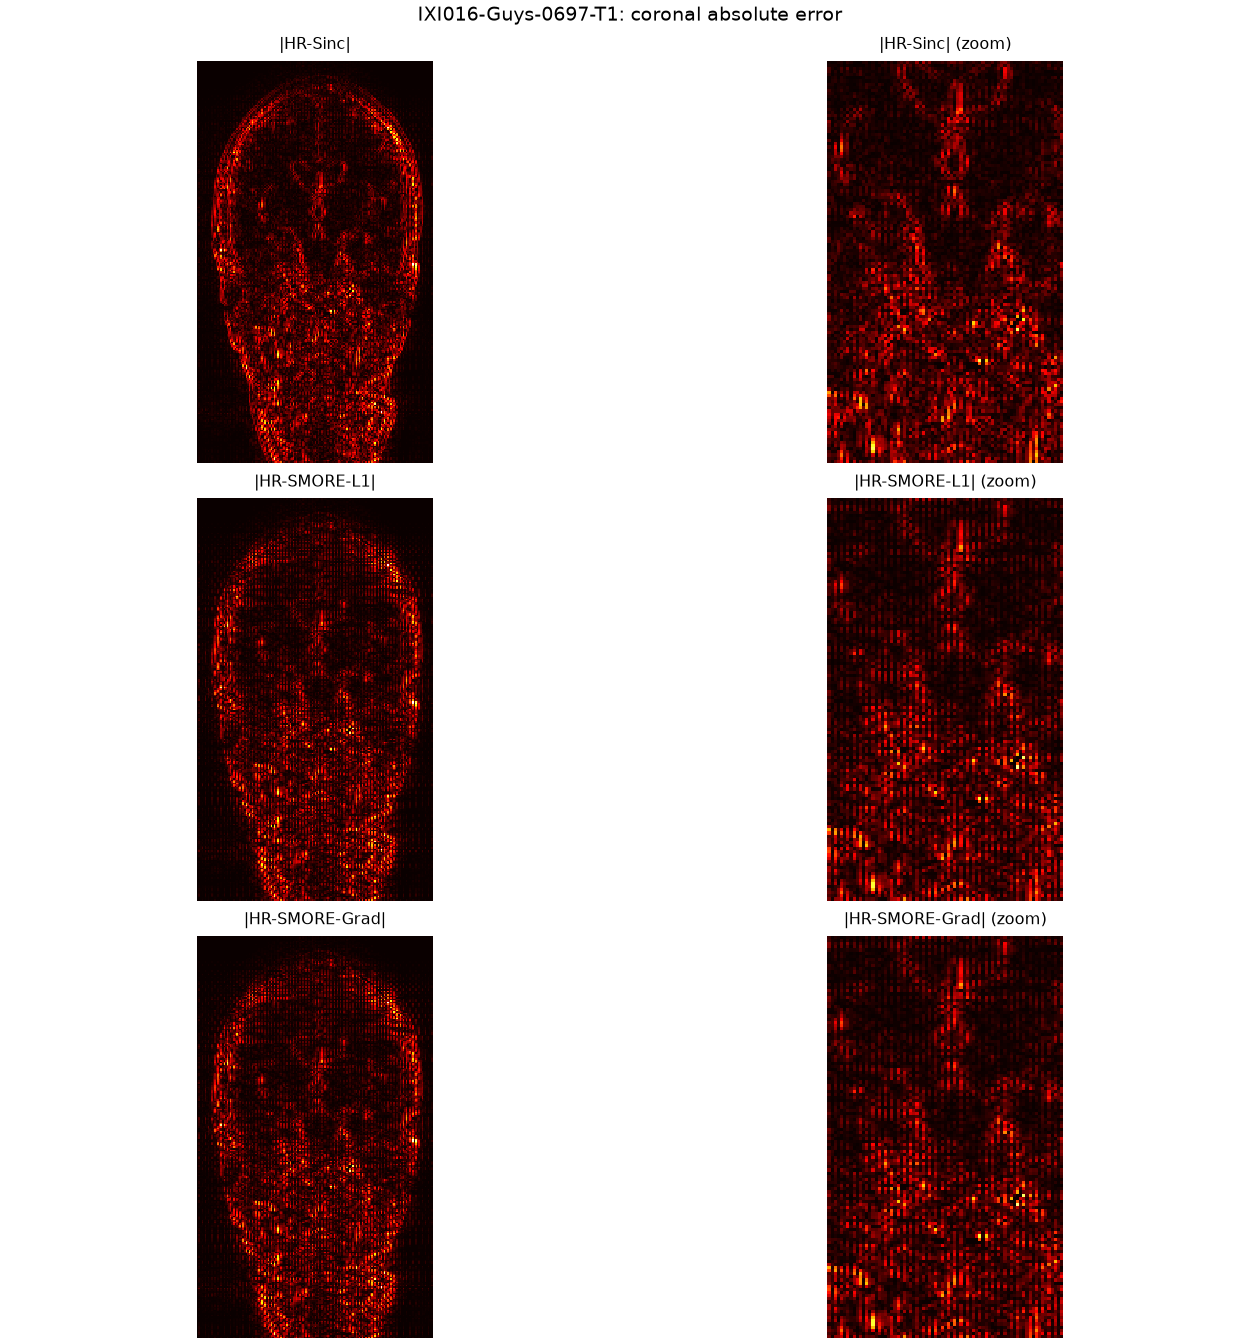 IXI016-Guys-0697-T1: coronal absolute error
|HR-Sinc|
|HR-Sinc| (zoom)
|HR-SMORE-L1|
|HR-SMORE-L1| (zoom)
|HR-SMORE-Grad|
|HR-SMORE-Grad| (zoom)